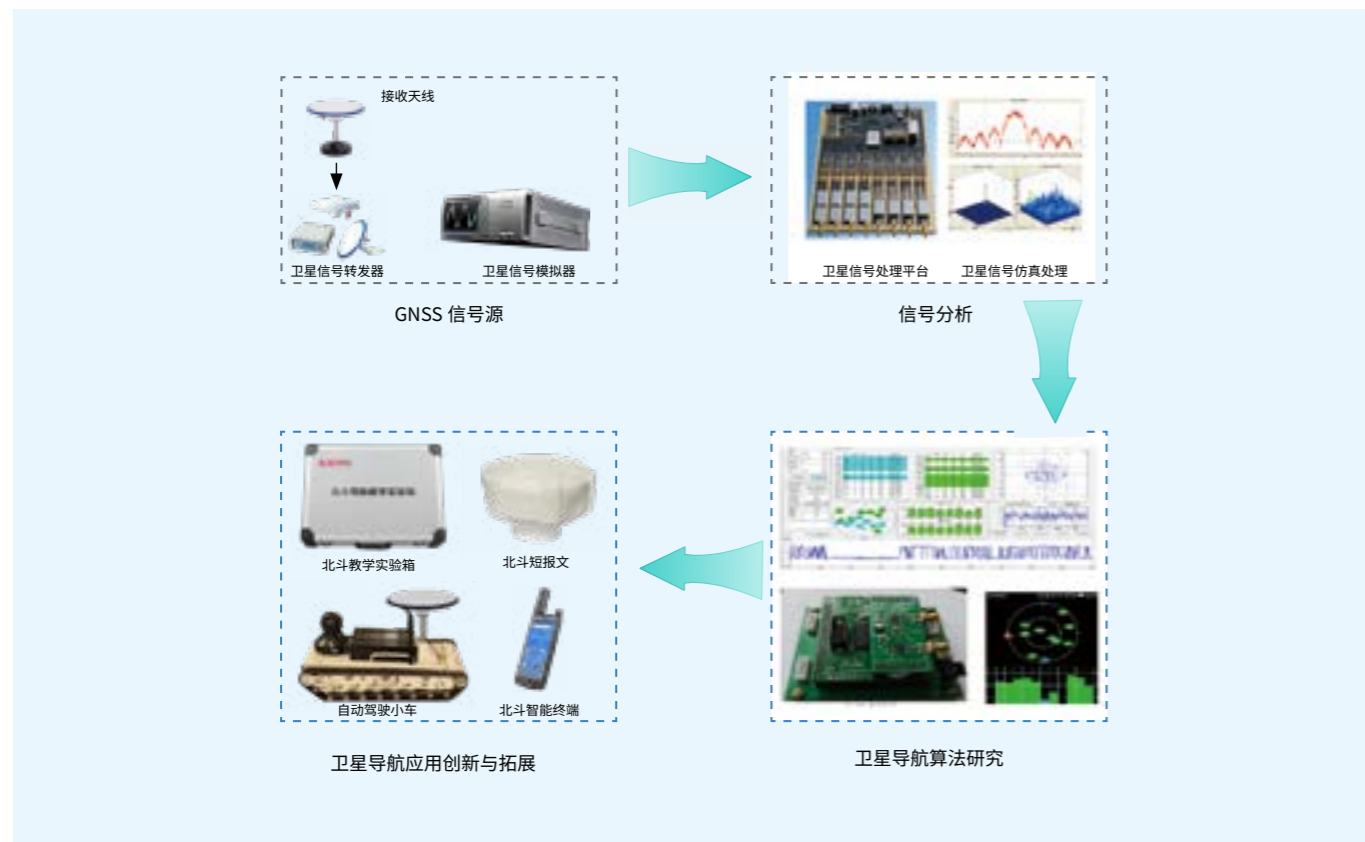 接收天线
卫星信号转发器
卫星信号模拟器
GNSS 信号源
卫星信号处理平台
卫星信号仿真处理
信号分析
北斗教学实验箱
北斗短报文
自动驾驶小车
北斗智能终端
卫星导航应用创新与拓展
卫星导航算法研究